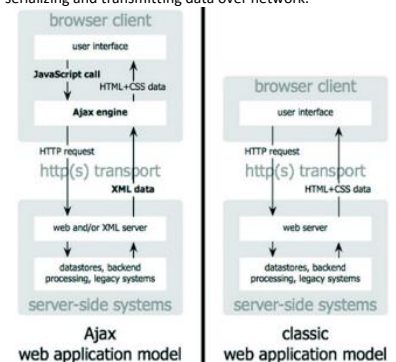 serializing and transmitting data over network.
browser client
user interface
JavaScript call
HTML+CSS data
Ajax engine
HTTP request
http(s) transport
XML data
web and/or XML server
datastores, backend
processing, legacy systems
server-side systems
Ajax
web application model
browser client
user interface
HTTP request
http(s) transport
HTML+CSS data
web server
datastores, backend
processing, legacy systems
server-side systems
classic
web application model